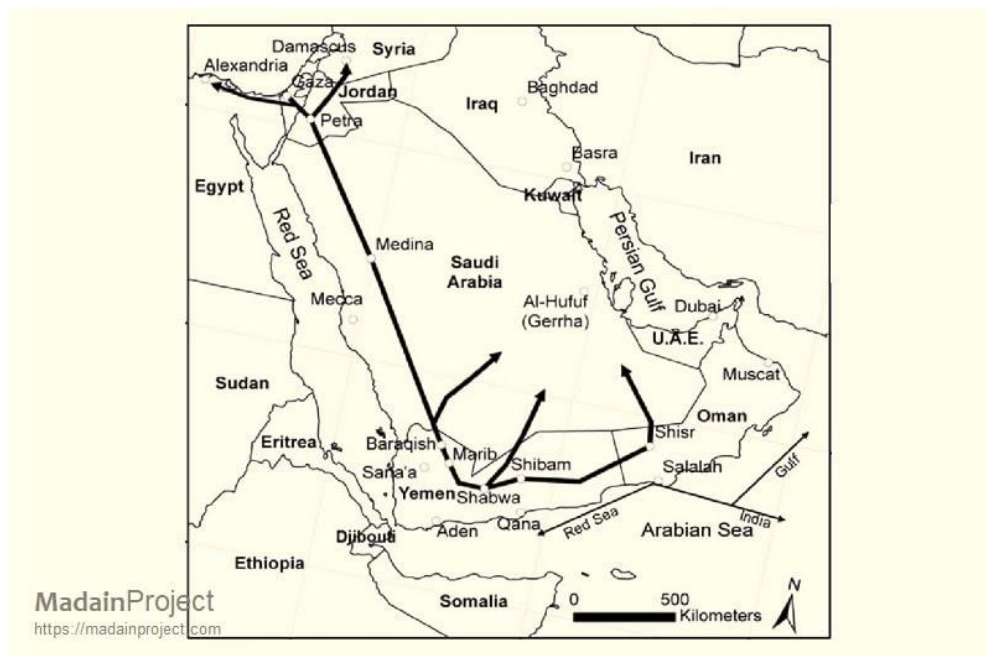 Damascus
Syria
Alexandria
Gaza
Jordan
Petra
Iraq
Baghdad
Basra
Iran
Egypt
Kuwait
Red Sea
Persian Gulf
Medina
Saudi
Arabia
Mecca
Al-Hufuf
(Gerrha)
Dubai
U.A.E.
Muscat
Sudan
Oman
Eritrea
Baraqish
Marib
Shisr
Sana'a
Shibam
Salalah
Yemen
Shabwa
Gulf
Qana
Red Sea
India
Aden
Arabian Sea
Djibouti
Ethiopia
Somalia
N
0 500
Kilometers
MadainProject
https://madainproject.com